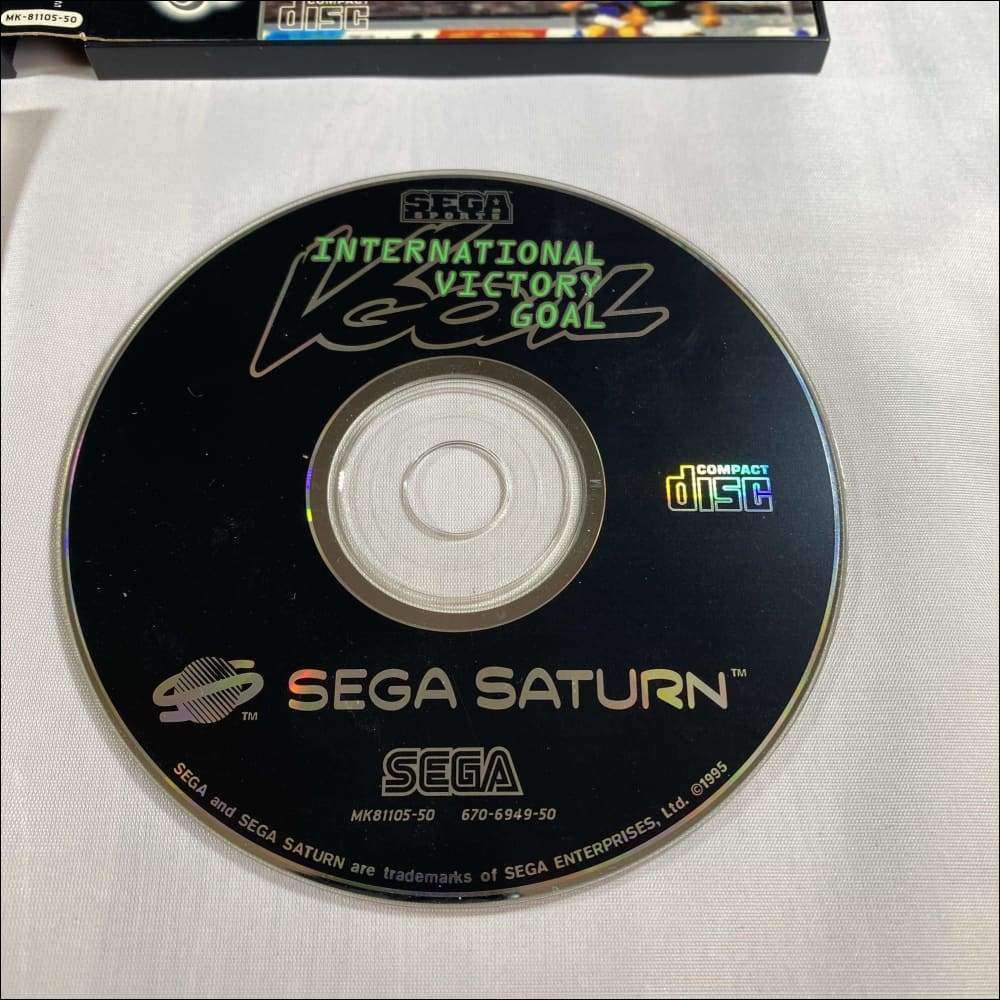 MK-81105-50
COMPACT
disc
SEGA
SPORTS
V Goal
INTERNATIONAL
VICTORY
GOAL
COMPACT
disc
SEGA SATURN™
TM
SEGA
MK81105-50 670-6949-50
SEGA and SEGA SATURN are trademarks of SEGA ENTERPRISES, Ltd. ©1995